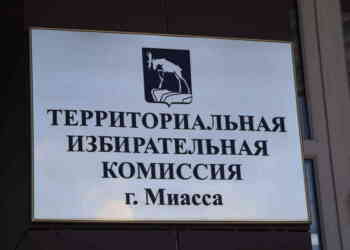 ТЕРРИТОРИАЛЬНАЯ
ИЗБИРАТЕЛЬНАЯ
КОМИССИЯ
г. Миасса